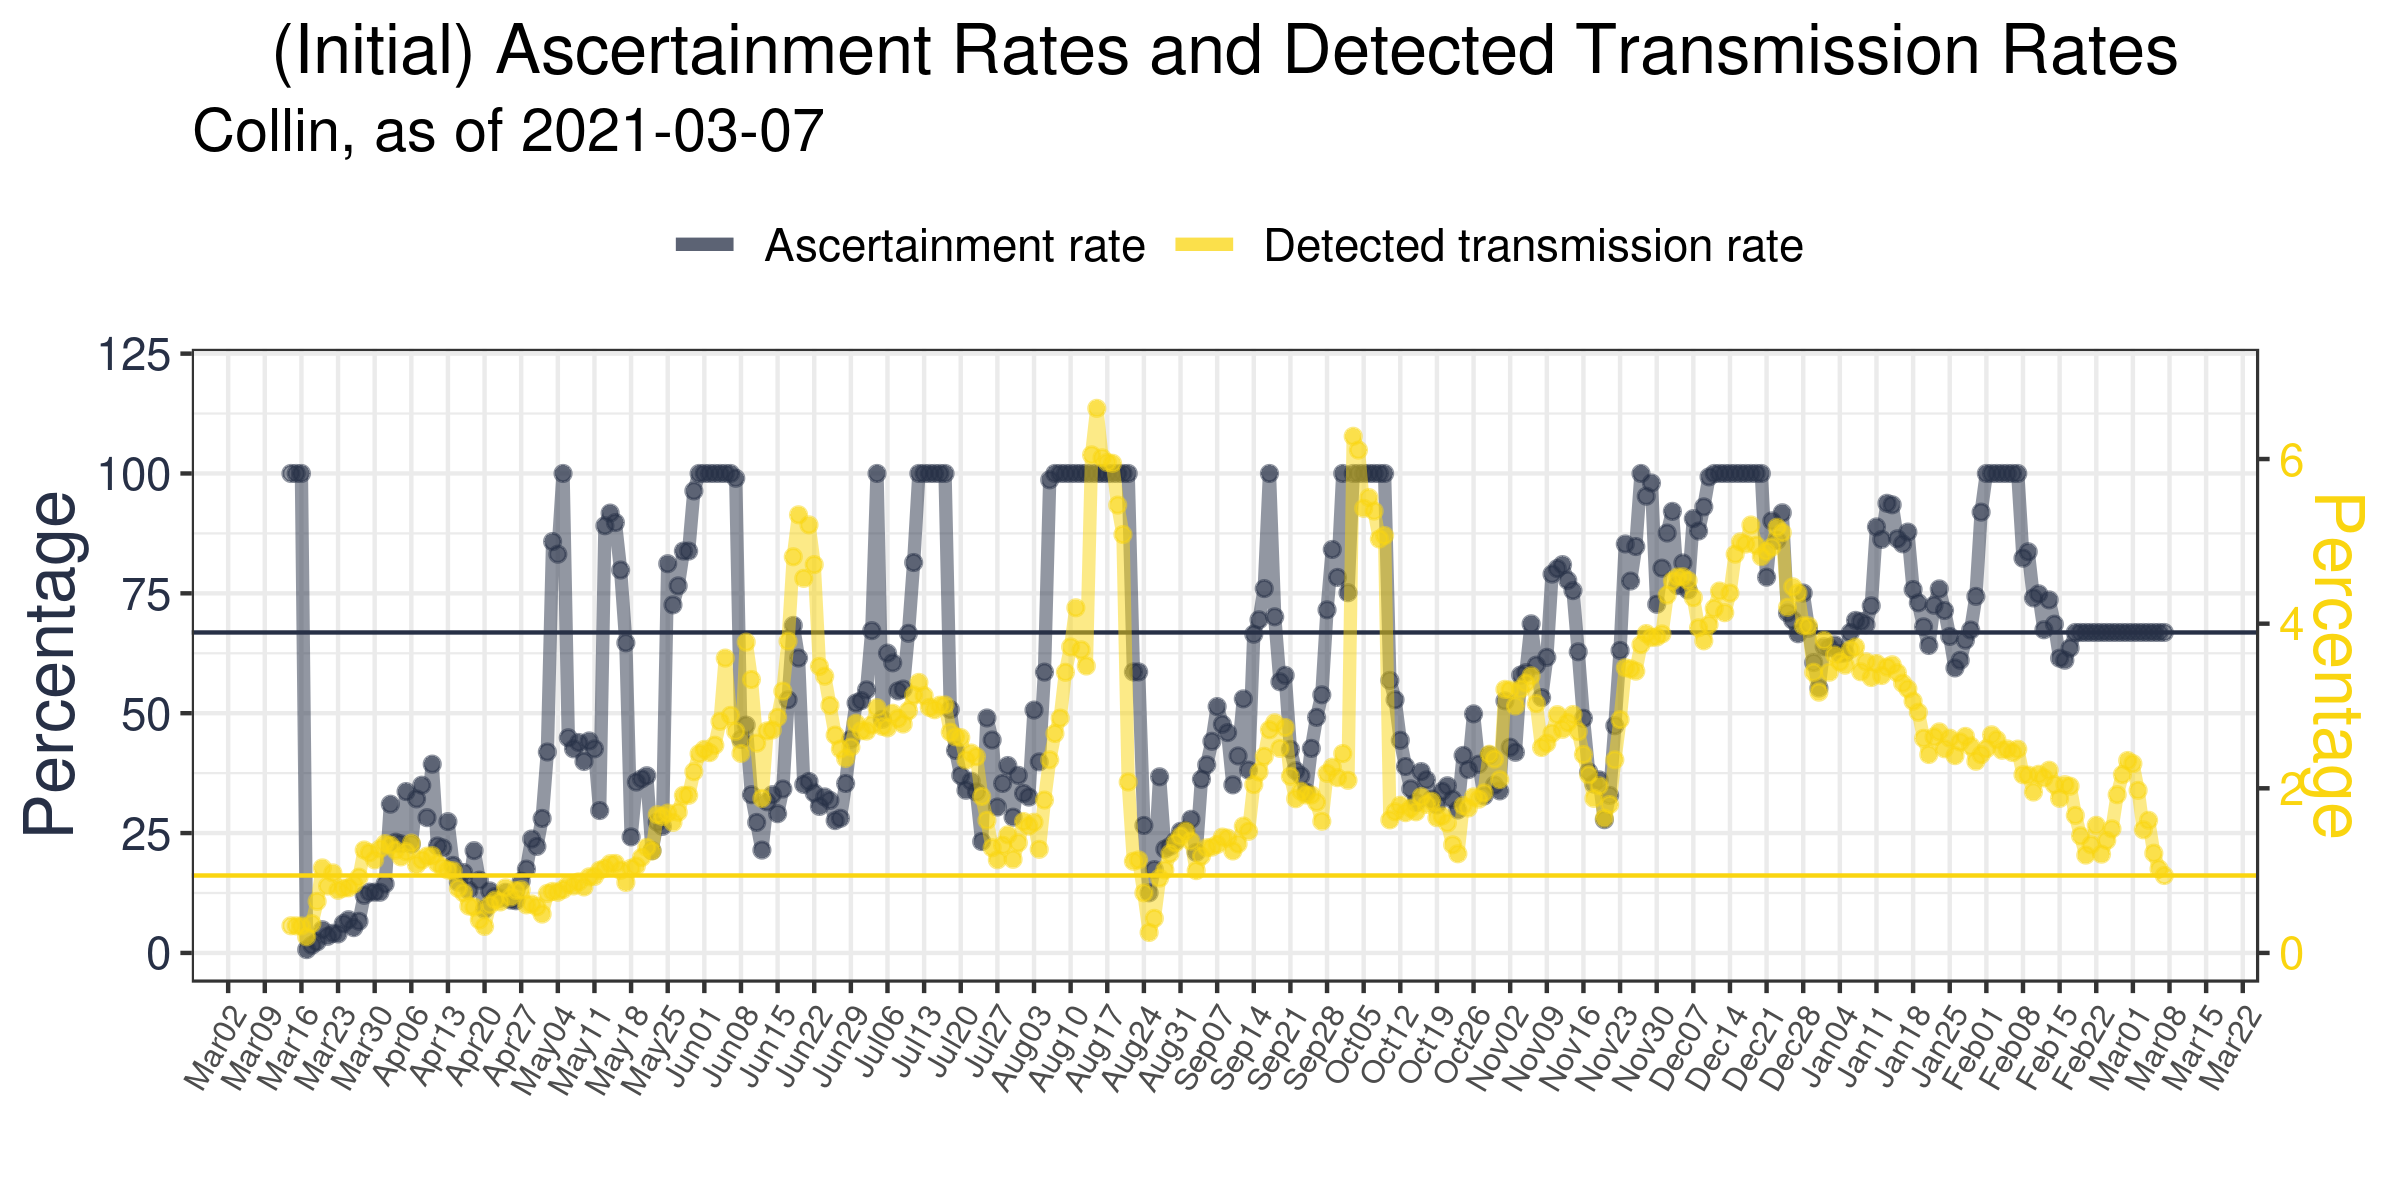 (Initial) Ascertainment Rates and Detected Transmission Rates
Collin, as of 2021-03-07
Ascertainment rate
Detected transmission rate
125
100
75
50
25
0
Percentage
6
4
2
0
Percentage
Mar02
Mar09
Mar16
Mar23
Mar30
Apr06
Apr13
Apr20
Apr27
May04
May11
May18
May25
Jun01
Jun08
Jun15
Jun22
Jun29
Jul06
Jul13
Jul20
Jul27
Aug03
Aug10
Aug17
Aug24
Aug31
Sep07
Sep14
Sep21
Sep28
Oct05
Oct12
Oct19
Oct26
Nov02
Nov09
Nov16
Nov23
Nov30
Dec07
Dec14
Dec21
Dec28
Jan04
Jan11
Jan18
Jan25
Feb01
Feb08
Feb15
Feb22
Mar01
Mar08
Mar15
Mar22